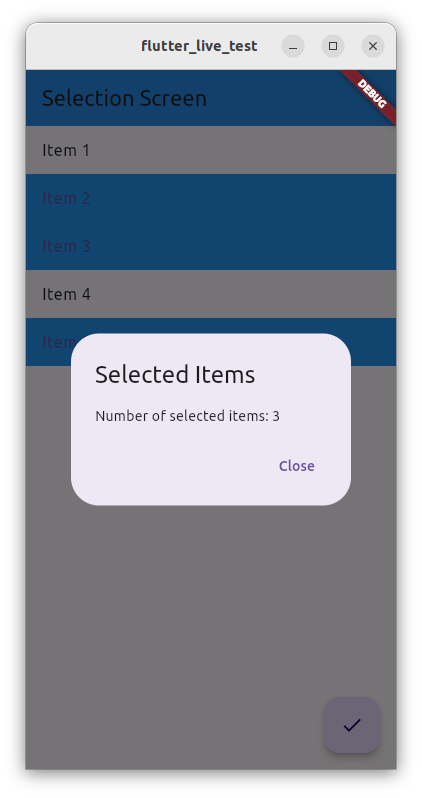 flutter_live_test
Selection Screen
DEBUG
Item 1
Item 2
Item 3
Item 4
Item
Selected Items
Number of selected items: 3
Close